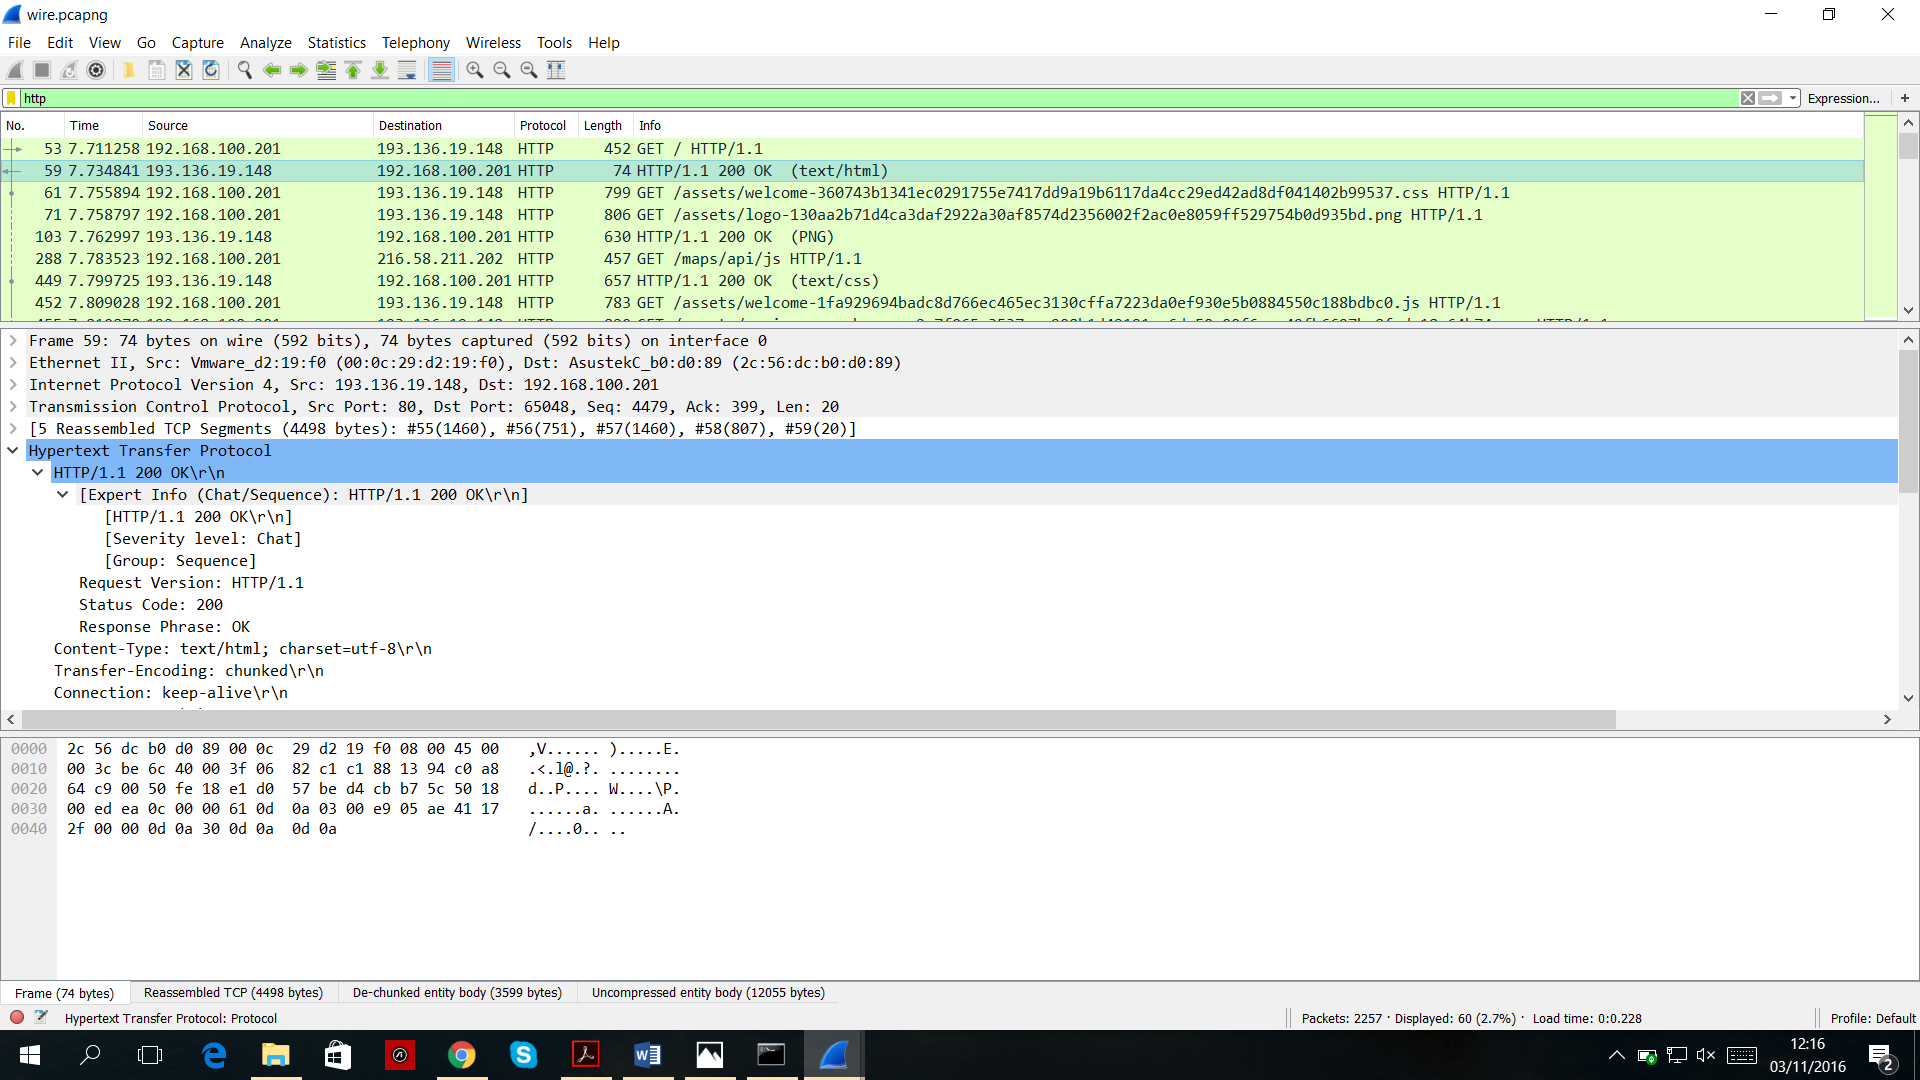 wire.pcapng
File Edit View Go Capture Analyze Statistics Telephony Wireless Tools Help
http
Expression... +
No. Time Source Destination Protocol Length Info
53 7.711258 192.168.100.201 193.136.19.148 HTTP 452 GET / HTTP/1.1
59 7.734841 193.136.19.148 192.168.100.201 HTTP 74 HTTP/1.1 200 OK (text/html)
61 7.755894 192.168.100.201 193.136.19.148 HTTP 799 GET /assets/welcome-360743b1341ec0291755e7417dd9a19b6117da4cc29ed42ad8df041402b99537.css HTTP/1.1
71 7.758797 192.168.100.201 193.136.19.148 HTTP 806 GET /assets/logo-130aa2b71d4ca3daf2922a30af8574d2356002f2ac0e8059ff529754b0d935bd.png HTTP/1.1
103 7.762997 193.136.19.148 192.168.100.201 HTTP 630 HTTP/1.1 200 OK (PNG)
288 7.783523 192.168.100.201 216.58.211.202 HTTP 457 GET /maps/api/js HTTP/1.1
449 7.799725 193.136.19.148 192.168.100.201 HTTP 657 HTTP/1.1 200 OK (text/css)
452 7.809028 192.168.100.201 193.136.19.148 HTTP 783 GET /assets/welcome-1fa929694badc8d766ec465ec3130cffa7223da0ef930e5b0884550c188bdbc0.js HTTP/1.1
Frame 59: 74 bytes on wire (592 bits), 74 bytes captured (592 bits) on interface 0
Ethernet II, Src: Vmware_d2:19:f0 (00:0c:29:d2:19:f0), Dst: AsustekC_b0:d0:89 (2c:56:dc:b0:d0:89)
Internet Protocol Version 4, Src: 193.136.19.148, Dst: 192.168.100.201
Transmission Control Protocol, Src Port: 80, Dst Port: 65048, Seq: 4479, Ack: 399, Len: 20
[5 Reassembled TCP Segments (4498 bytes): #55(1460), #56(751), #57(1460), #58(807), #59(20)]
Hypertext Transfer Protocol
HTTP/1.1 200 OK\r\n
[Expert Info (Chat/Sequence): HTTP/1.1 200 OK\r\n]
[HTTP/1.1 200 OK\r\n]
[Severity level: Chat]
[Group: Sequence]
Request Version: HTTP/1.1
Status Code: 200
Response Phrase: OK
Content-Type: text/html; charset=utf-8\r\n
Transfer-Encoding: chunked\r\n
Connection: keep-alive\r\n
0000 2c 56 dc b0 d0 89 00 0c 29 d2 19 f0 08 00 45 00 ,V...... ).....E.
0010 00 3c be 6c 40 00 3f 06 82 c1 c1 88 13 94 c0 a8 .<.l@.?. ........
0020 64 c9 00 50 fe 18 e1 d0 57 be d4 cb b7 5c 50 18 d..P.... W....\P.
0030 00 ed ea 0c 00 00 61 0d 0a 03 00 e9 05 ae 41 17 ......a. ......A.
0040 2f 00 00 0d 0a 30 0d 0a 0d 0a /....0.. ..
Frame (74 bytes) Reassembled TCP (4498 bytes) De-chunked entity body (3599 bytes) Uncompressed entity body (12055 bytes)
Hypertext Transfer Protocol: Protocol Packets: 2257 · Displayed: 60 (2.7%) · Load time: 0:0.228 Profile: Default
12:16
03/11/2016
2